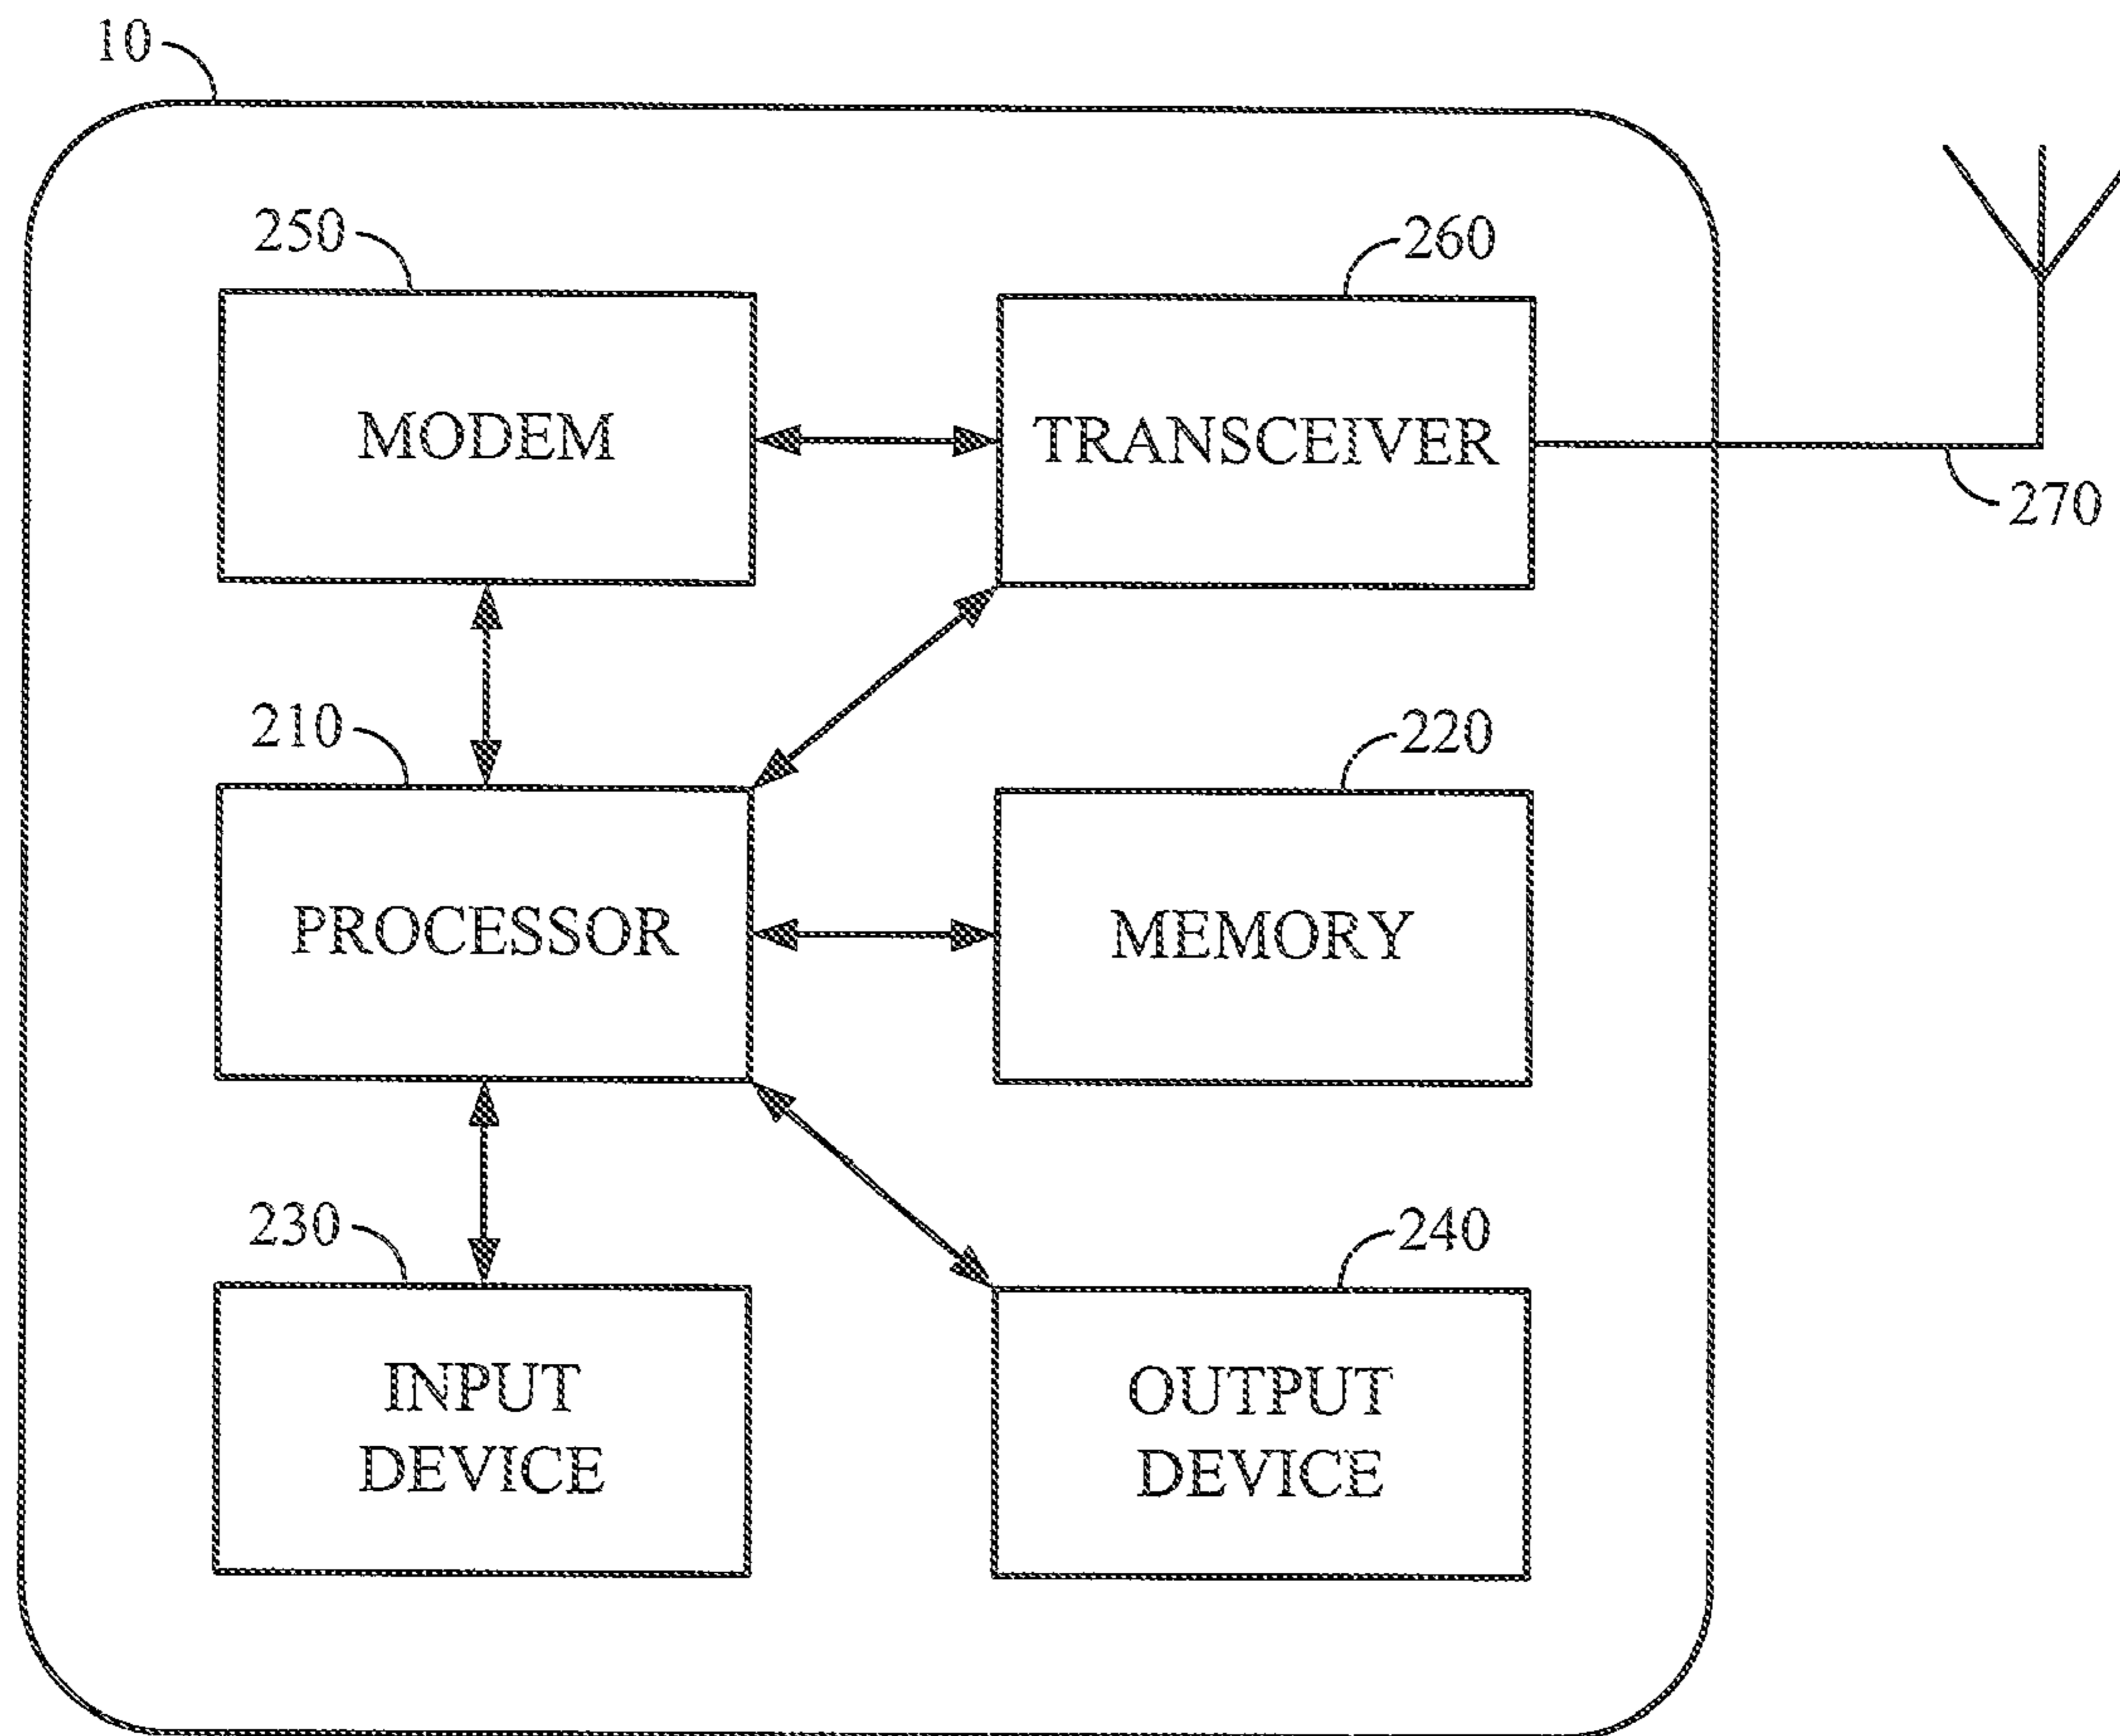 10
250
260
MODEM
TRANSCEIVER
270
210
220
PROCESSOR
MEMORY
230
240
INPUT
DEVICE
OUTPUT
DEVICE